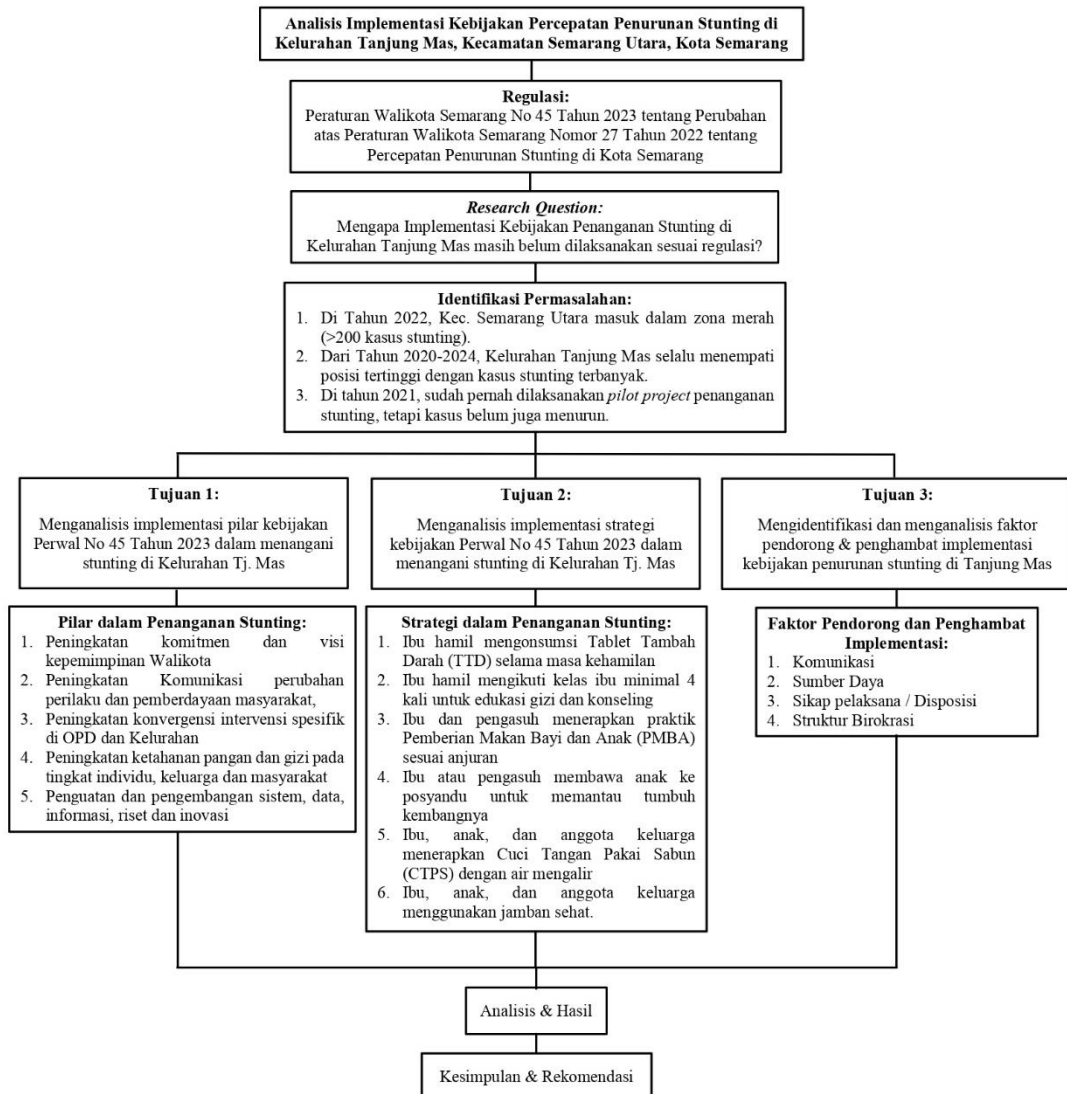 Analisis Implementasi Kebijakan Percepatan Penurunan Stunting di
Kelurahan Tanjung Mas, Kecamatan Semarang Utara, Kota Semarang
Regulasi:
Peraturan Walikota Semarang No 45 Tahun 2023 tentang Perubahan
atas Peraturan Walikota Semarang Nomor 27 Tahun 2022 tentang
Percepatan Penurunan Stunting di Kota Semarang
Research Question:
Mengapa Implementasi Kebijakan Penanganan Stunting di
Kelurahan Tanjung Mas masih belum dilaksanakan sesuai regulasi?
Identifikasi Permasalahan:
1. Di Tahun 2022, Kec. Semarang Utara masuk dalam zona merah
(>200 kasus stunting).
2. Dari Tahun 2020-2024, Kelurahan Tanjung Mas selalu menempati
posisi tertinggi dengan kasus stunting terbanyak.
3. Di tahun 2021, sudah pernah dilaksanakan pilot project penanganan
stunting, tetapi kasus belum juga menurun.
Tujuan 1:
Menganalisis implementasi pilar kebijakan
Perwal No 45 Tahun 2023 dalam menangani
stunting di Kelurahan Tj. Mas
Tujuan 2:
Menganalisis implementasi strategi
kebijakan Perwal No 45 Tahun 2023 dalam
menangani stunting di Kelurahan Tj. Mas
Tujuan 3:
Mengidentifikasi dan menganalisis faktor
pendorong & penghambat implementasi
kebijakan penurunan stunting di Tanjung Mas
Pilar dalam Penanganan Stunting:
1. Peningkatan komitmen dan visi
kepemimpinan Walikota
2. Peningkatan Komunikasi perubahan
perilaku dan pemberdayaan masyarakat,
3. Peningkatan konvergensi intervensi spesifik
di OPD dan Kelurahan
4. Peningkatan ketahanan pangan dan gizi pada
tingkat individu, keluarga dan masyarakat
5. Penguatan dan pengembangan sistem, data,
informasi, riset dan inovasi
Strategi dalam Penanganan Stunting:
1. Ibu hamil mengonsumsi Tablet Tambah
Darah (TTD) selama masa kehamilan
2. Ibu hamil mengikuti kelas ibu minimal 4
kali untuk edukasi gizi dan konseling
3. Ibu dan pengasuh menerapkan praktik
Pemberian Makan Bayi dan Anak (PMBA)
sesuai anjuran
4. Ibu atau pengasuh membawa anak ke
posyandu untuk memantau tumbuh
kembangnya
5. Ibu, anak, dan anggota keluarga
menerapkan Cuci Tangan Pakai Sabun
(CTPS) dengan air mengalir
6. Ibu, anak, dan anggota keluarga
menggunakan jamban sehat.
Faktor Pendorong dan Penghambat
Implementasi:
1. Komunikasi
2. Sumber Daya
3. Sikap pelaksana / Disposisi
4. Struktur Birokrasi
Analisis & Hasil
Kesimpulan & Rekomendasi